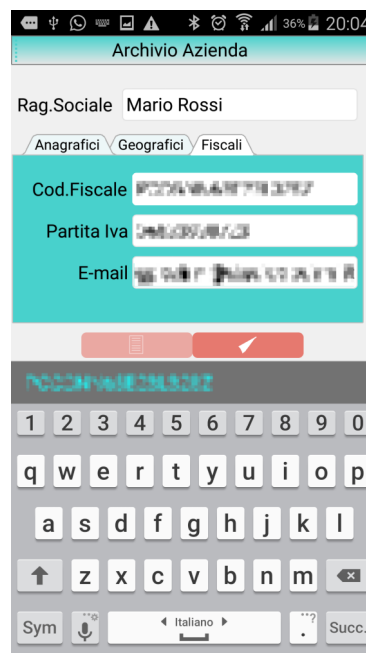 36% 20:04
Archivio Azienda
Rag.Sociale Mario Rossi
Anagrafici Geografici Fiscali
Cod.Fiscale
Partita Iva
E-mail
1 2 3 4 5 6 7 8 9 0
q w e r t y u i o p
a s d f g h j k l
z x c v b n m
Sym Italiano . Succ.